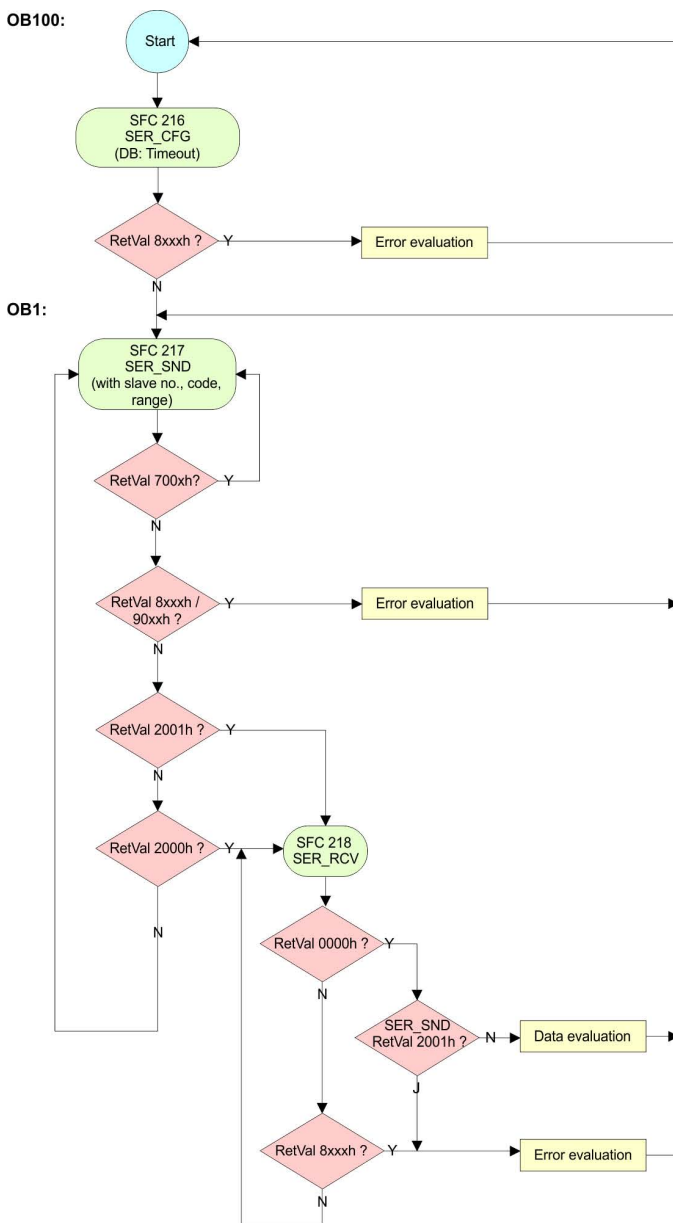 OB100:
Start
SFC 216
SER_CFG
(DB: Timeout)
RetVal 8xxxh ?
Y
Error evaluation
N
OB1:
SFC 217
SER_SND
(with slave no., code,
range)
RetVal 700xh?
Y
N
RetVal 8xxxh /
90xxh ?
Y
Error evaluation
N
RetVal 2001h ?
Y
N
RetVal 2000h ?
Y
SFC 218
SER_RCV
N
RetVal 0000h ?
Y
N
SER_SND
RetVal 2001h ?
N
Data evaluation
J
RetVal 8xxxh ?
Y
Error evaluation
N